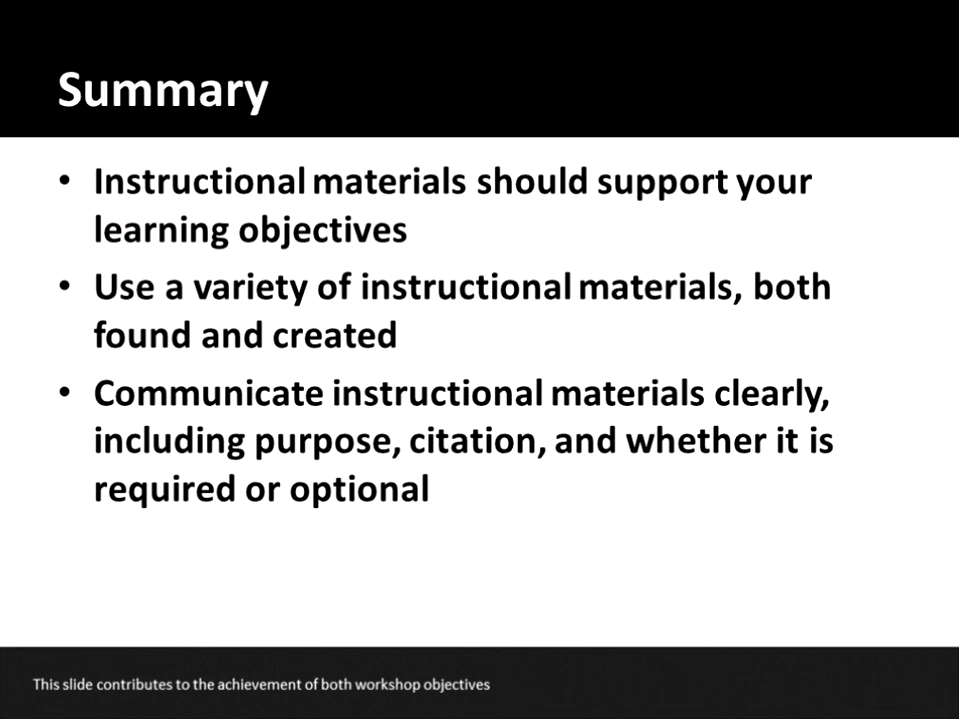 Summary
• Instructional materials should support your
learning objectives
• Use a variety of instructional materials, both
found and created
• Communicate instructional materials clearly,
including purpose, citation, and whether it is
required or optional
This slide contributes to the achievement of both workshop objectives